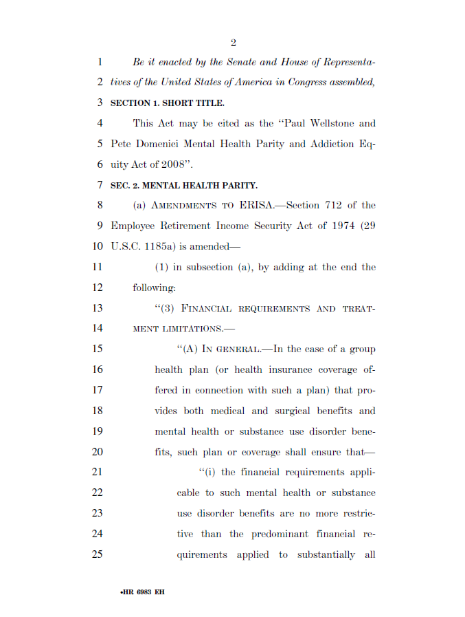 2
1 Be it enacted by the Senate and House of Representa-
2 tives of the United States of America in Congress assembled,
3 SECTION 1. SHORT TITLE.
4 This Act may be cited as the ‘‘Paul Wellstone and
5 Pete Domenici Mental Health Parity and Addiction Eq-
6 uity Act of 2008’’.
7 SEC. 2. MENTAL HEALTH PARITY.
8 (a) AMENDMENTS TO ERISA.—Section 712 of the
9 Employee Retirement Income Security Act of 1974 (29
10 U.S.C. 1185a) is amended—
11 (1) in subsection (a), by adding at the end the
12 following:
13 ‘‘(3) FINANCIAL REQUIREMENTS AND TREAT-
14 MENT LIMITATIONS.—
15 ‘‘(A) IN GENERAL.—In the case of a group
16 health plan (or health insurance coverage of-
17 fered in connection with such a plan) that pro-
18 vides both medical and surgical benefits and
19 mental health or substance use disorder bene-
20 fits, such plan or coverage shall ensure that—
21 ‘‘(i) the financial requirements appli-
22 cable to such mental health or substance
23 use disorder benefits are no more restric-
24 tive than the predominant financial re-
25 quirements applied to substantially all
•HR 6983 EH